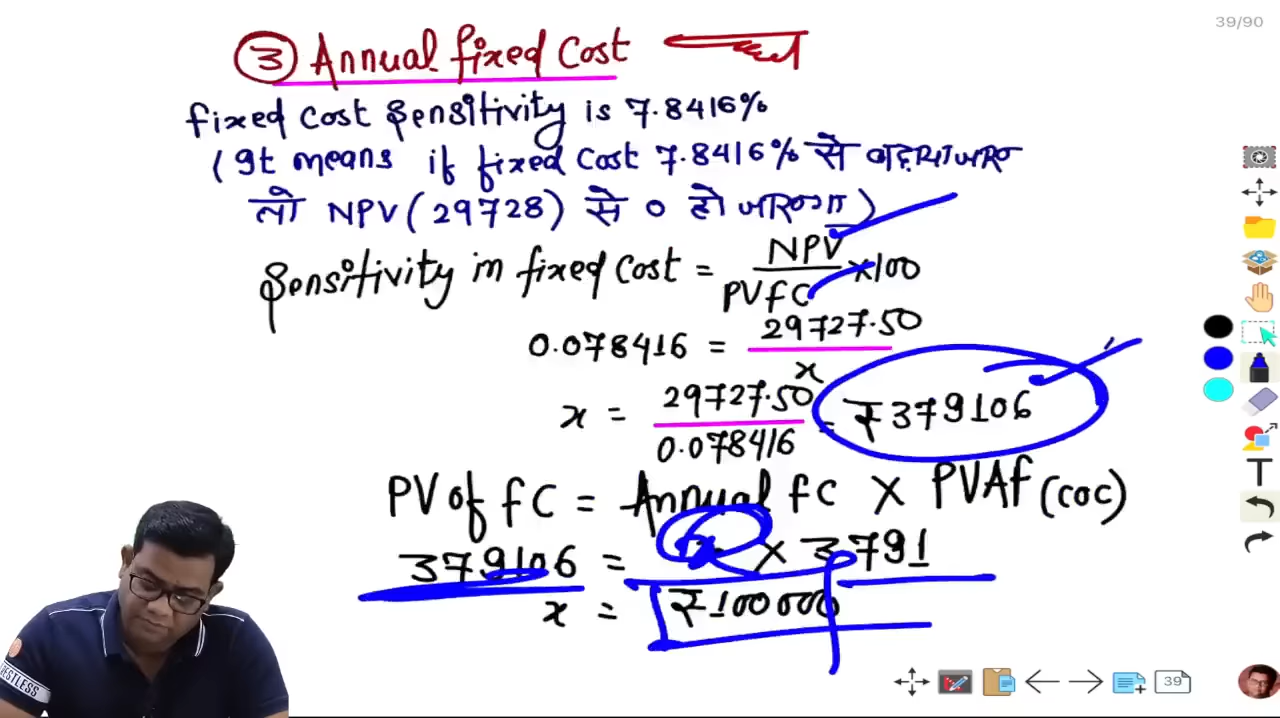 39/90
③ Annual fixed Cost
fixed cost Sensitivity is 7.8416%
(It means if fixed cost 7.8416% से बढ़ जाए
तो NPV (29728) से 0 हो जाएगा)
Sensitivity in fixed cost = NPV / PVFC × 100
0.078416 = 29727.50 / x
x = 29727.50 / 0.078416 = ₹379106
PV of FC = Annual FC × PVAF (COC)
379106 = x × 3.791
x = ₹100000
RESTLESS
T
39